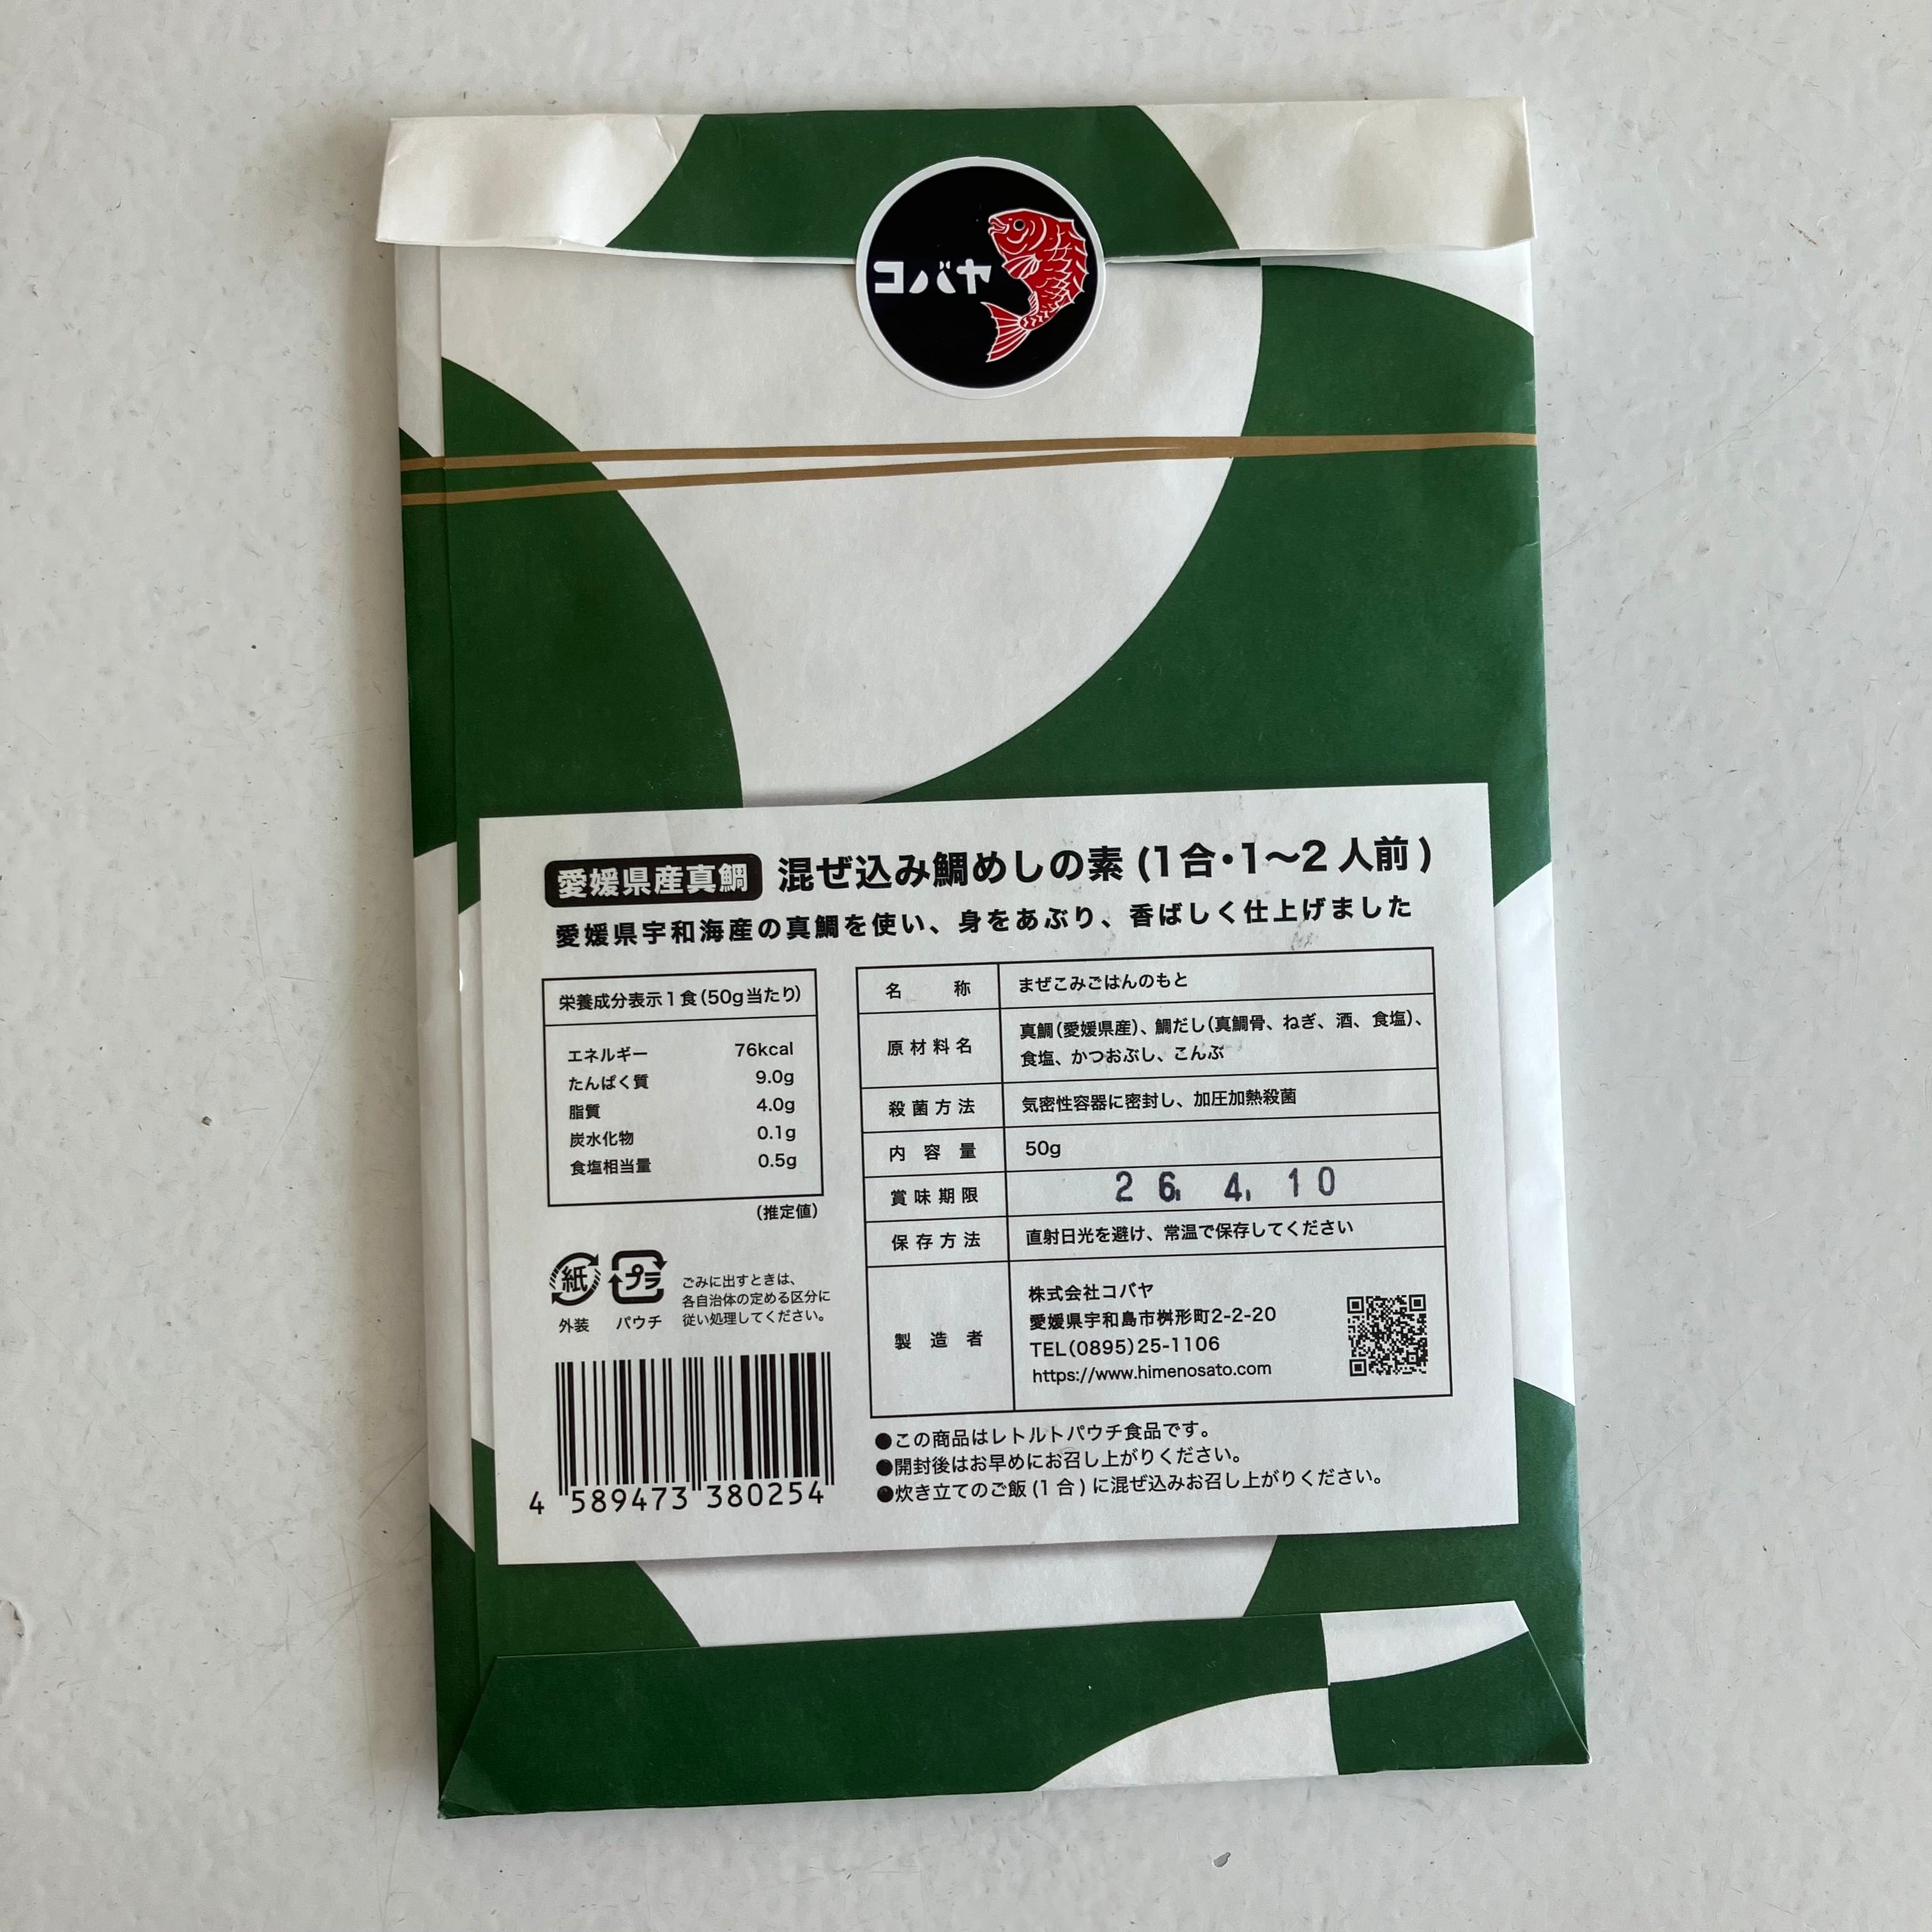 コバヤ
愛媛県産真鯛 混ぜ込み鯛めしの素 (1合・1〜2人前)
愛媛県宇和海産の真鯛を使い、身をあぶり、香ばしく仕上げました
栄養成分表示1食(50g当たり)
エネルギー 76kcal
たんぱく質 9.0g
脂質 4.0g
炭水化物 0.1g
食塩相当量 0.5g
(推定値)
紙 プラ
外装 パウチ
ごみに出すときは、
各自治体の定める区分に
従い処理してください。
4 589473 380254
名称 まぜこみごはんのもと
原材料名 真鯛(愛媛県産)、鯛だし(真鯛骨、ねぎ、酒、食塩)、
食塩、かつおぶし、こんぶ
殺菌方法 気密性容器に密封し、加圧加熱殺菌
内容量 50g
賞味期限 26. 4. 10
保存方法 直射日光を避け、常温で保存してください
製造者 株式会社コバヤ
愛媛県宇和島市桝形町2-2-20
TEL(0895)25-1106
https://www.himenosato.com
●この商品はレトルトパウチ食品です。
●開封後はお早めにお召し上がりください。
●炊き立てのご飯(1合)に混ぜ込みお召し上がりください。